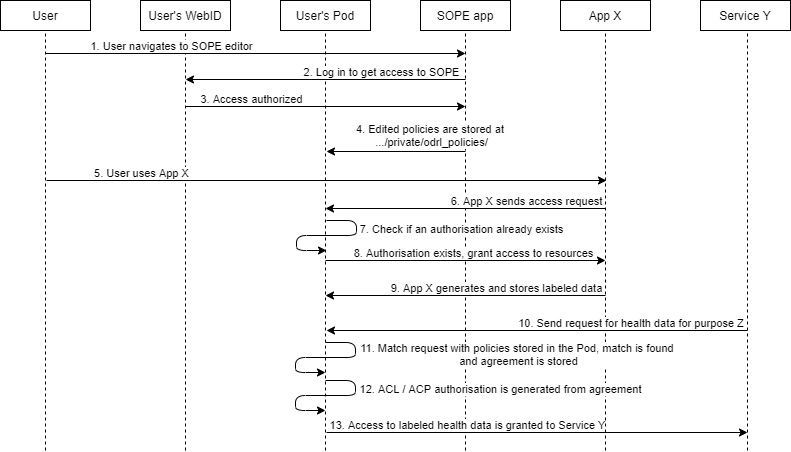 User
User's WebID
User's Pod
SOPE app
App X
Service Y
1. User navigates to SOPE editor
2. Log in to get access to SOPE
3. Access authorized
4. Edited policies are stored at
.../private/odrl_policies/
5. User uses App X
6. App X sends access request
7. Check if an authorisation already exists
8. Authorisation exists, grant access to resources
9. App X generates and stores labeled data
10. Send request for health data for purpose Z
11. Match request with policies stored in the Pod, match is found
and agreement is stored
12. ACL / ACP authorisation is generated from agreement
13. Access to labeled health data is granted to Service Y